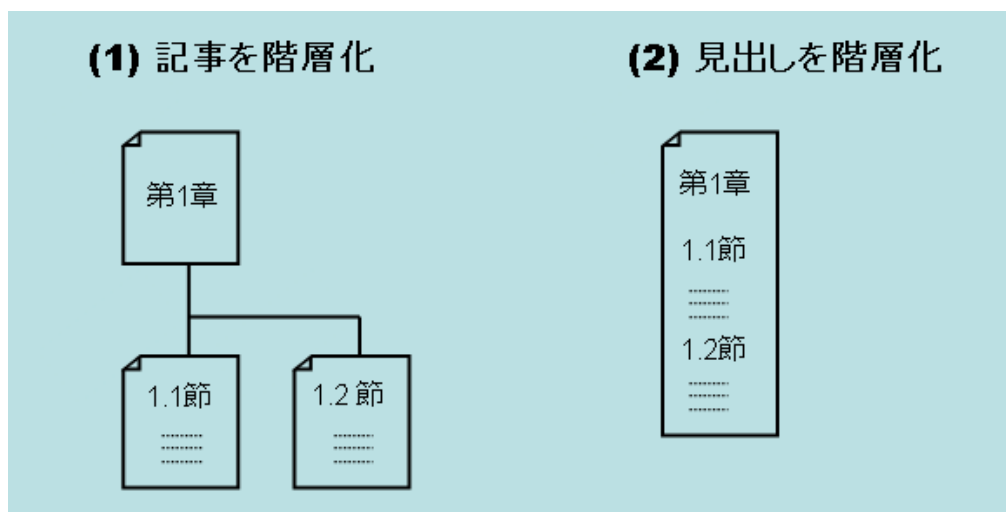 (1) 記事を階層化
第1章
1.1節
1.2 節
(2) 見出しを階層化
第1章
1.1節
1.2節